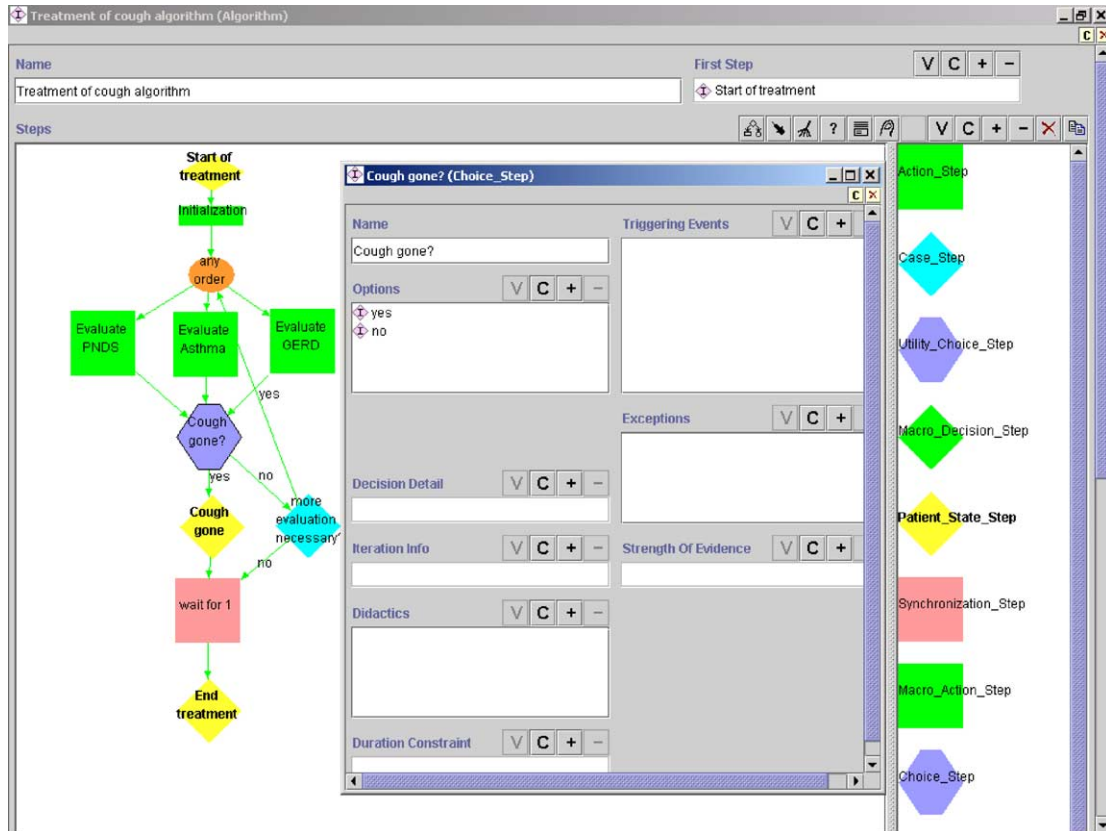 Treatment of cough algorithm (Algorithm)
C
Name
First Step
V C + −
Treatment of cough algorithm
Start of treatment
Steps
?
V C + −
Start of
treatment
Initialization
any
order
Evaluate
PNDS
Evaluate
Asthma
Evaluate
GERD
yes
Cough
gone?
yes
no
Cough
gone
more
evaluation
necessary?
no
wait for 1
End
treatment
Cough gone? (Choice_Step)
C
Name
Triggering Events
V C +
Cough gone?
Options
V C + −
yes
no
Exceptions
V C +
Decision Detail
V C + −
Iteration Info
V C + −
Strength Of Evidence
V C +
Didactics
V C + −
Duration Constraint
V C + −
Action_Step
Case_Step
Utility_Choice_Step
Macro_Decision_Step
Patient_State_Step
Synchronization_Step
Macro_Action_Step
Choice_Step